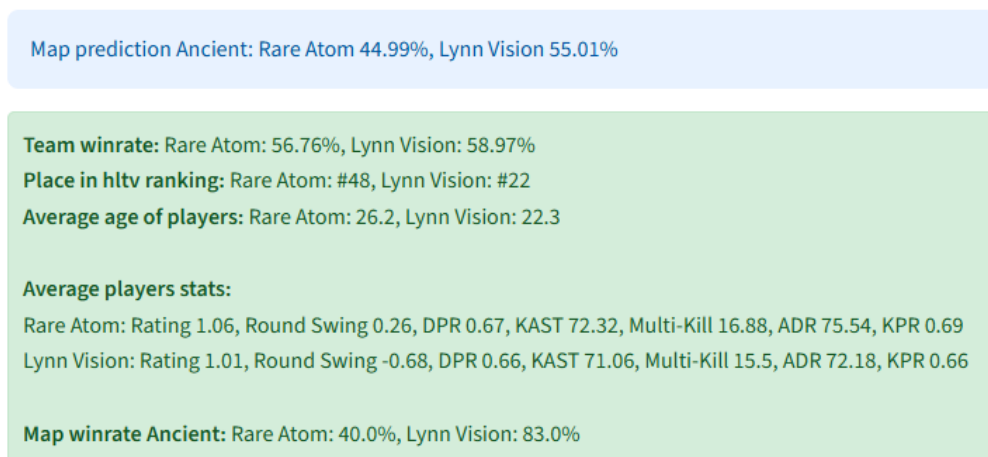 Map prediction Ancient: Rare Atom 44.99%, Lynn Vision 55.01%
Team winrate: Rare Atom: 56.76%, Lynn Vision: 58.97%
Place in hltv ranking: Rare Atom: #48, Lynn Vision: #22
Average age of players: Rare Atom: 26.2, Lynn Vision: 22.3
Average players stats:
Rare Atom: Rating 1.06, Round Swing 0.26, DPR 0.67, KAST 72.32, Multi-Kill 16.88, ADR 75.54, KPR 0.69
Lynn Vision: Rating 1.01, Round Swing -0.68, DPR 0.66, KAST 71.06, Multi-Kill 15.5, ADR 72.18, KPR 0.66
Map winrate Ancient: Rare Atom: 40.0%, Lynn Vision: 83.0%